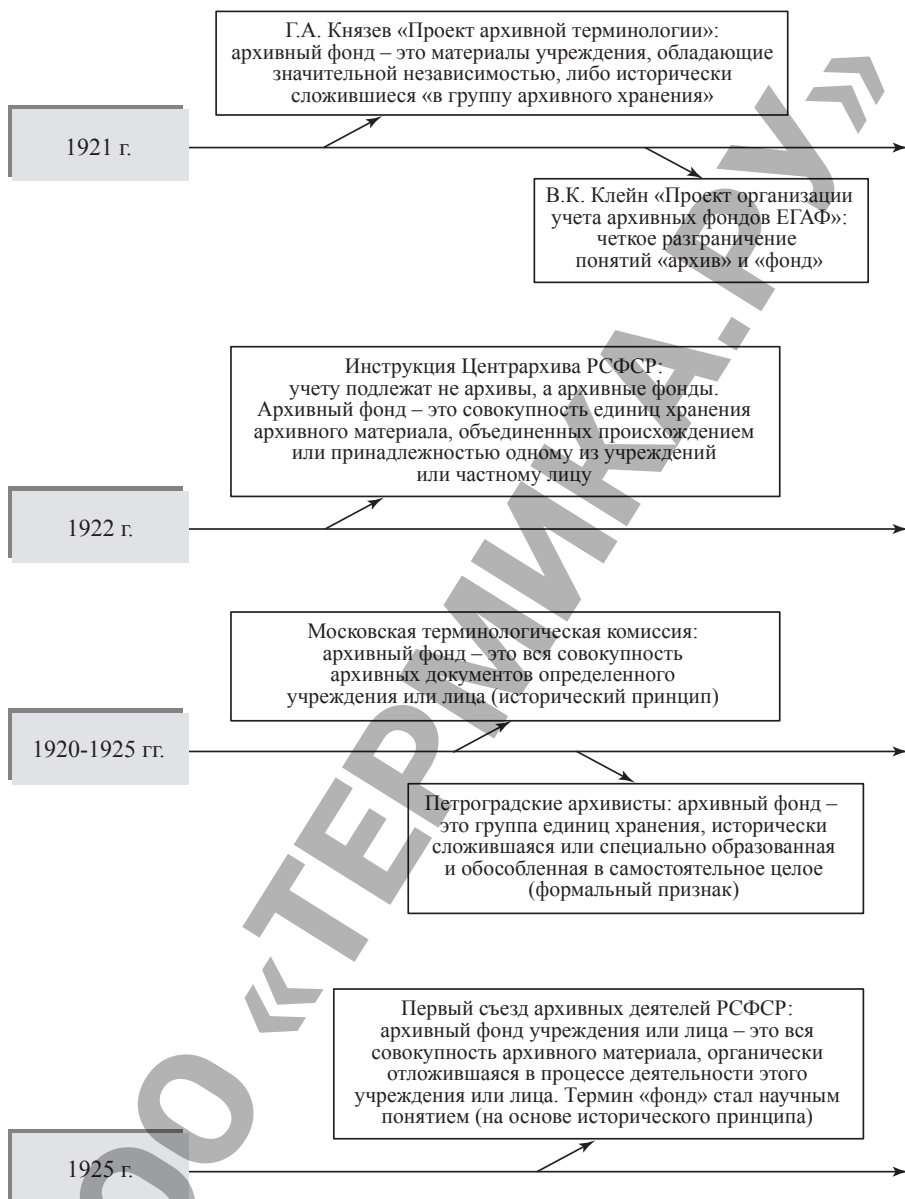 Г.А. Князев «Проект архивной терминологии»:
архивный фонд – это материалы учреждения, обладающие
значительной независимостью, либо исторически
сложившиеся «в группу архивного хранения»
1921 г.
В.К. Клейн «Проект организации
учета архивных фондов ЕГАФ»:
четкое разграничение
понятий «архив» и «фонд»
Инструкция Центрархива РСФСР:
учету подлежат не архивы, а архивные фонды.
Архивный фонд – это совокупность единиц хранения
архивного материала, объединенных происхождением
или принадлежностью одному из учреждений
или частному лицу
1922 г.
Московская терминологическая комиссия:
архивный фонд – это вся совокупность
архивных документов определенного
учреждения или лица (исторический принцип)
1920-1925 гг.
Петроградские архивисты: архивный фонд –
это группа единиц хранения, исторически
сложившаяся или специально образованная
и обособленная в самостоятельное целое
(формальный признак)
Первый съезд архивных деятелей РСФСР:
архивный фонд учреждения или лица – это вся
совокупность архивного материала, органически
отложившаяся в процессе деятельности этого
учреждения или лица. Термин «фонд» стал научным
понятием (на основе исторического принципа)
1925 г.
ОО «ТЕРМИКА.РУ»